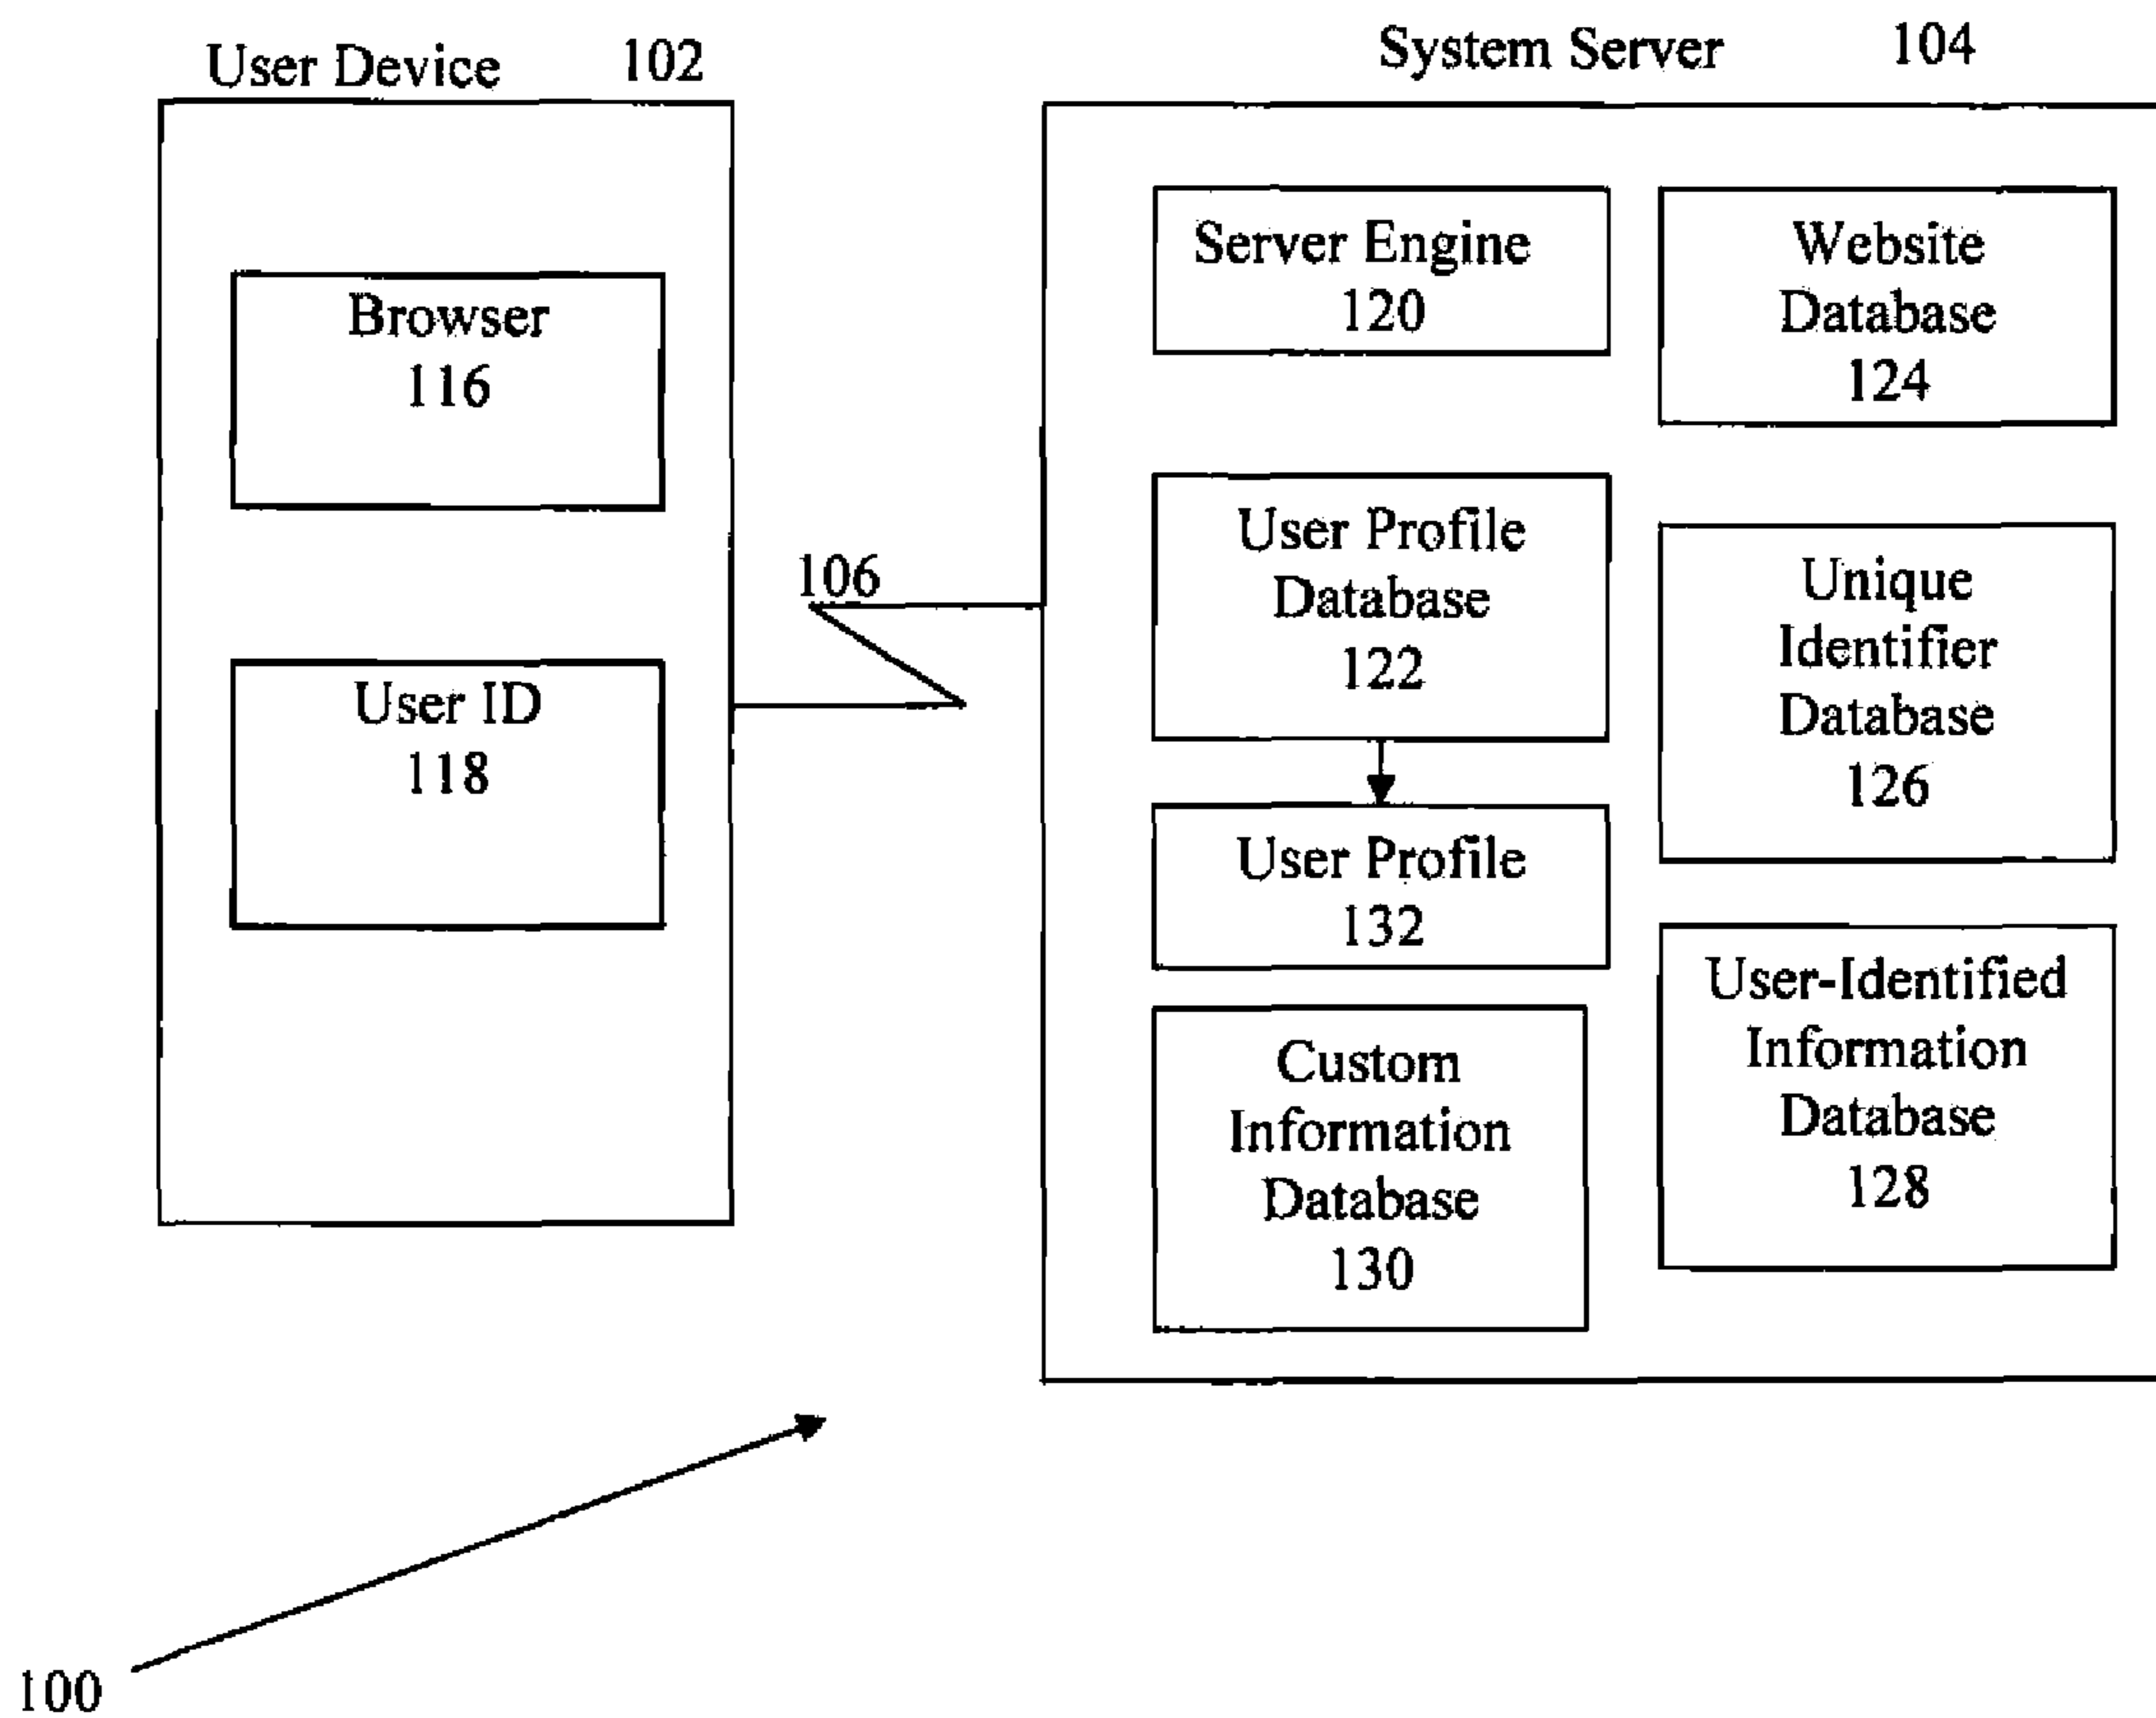 User Device 102
System Server 104
Browser
116
User ID
118
106
Server Engine
120
Website
Database
124
User Profile
Database
122
Unique
Identifier
Database
126
User Profile
132
User-Identified
Information
Database
128
Custom
Information
Database
130
100